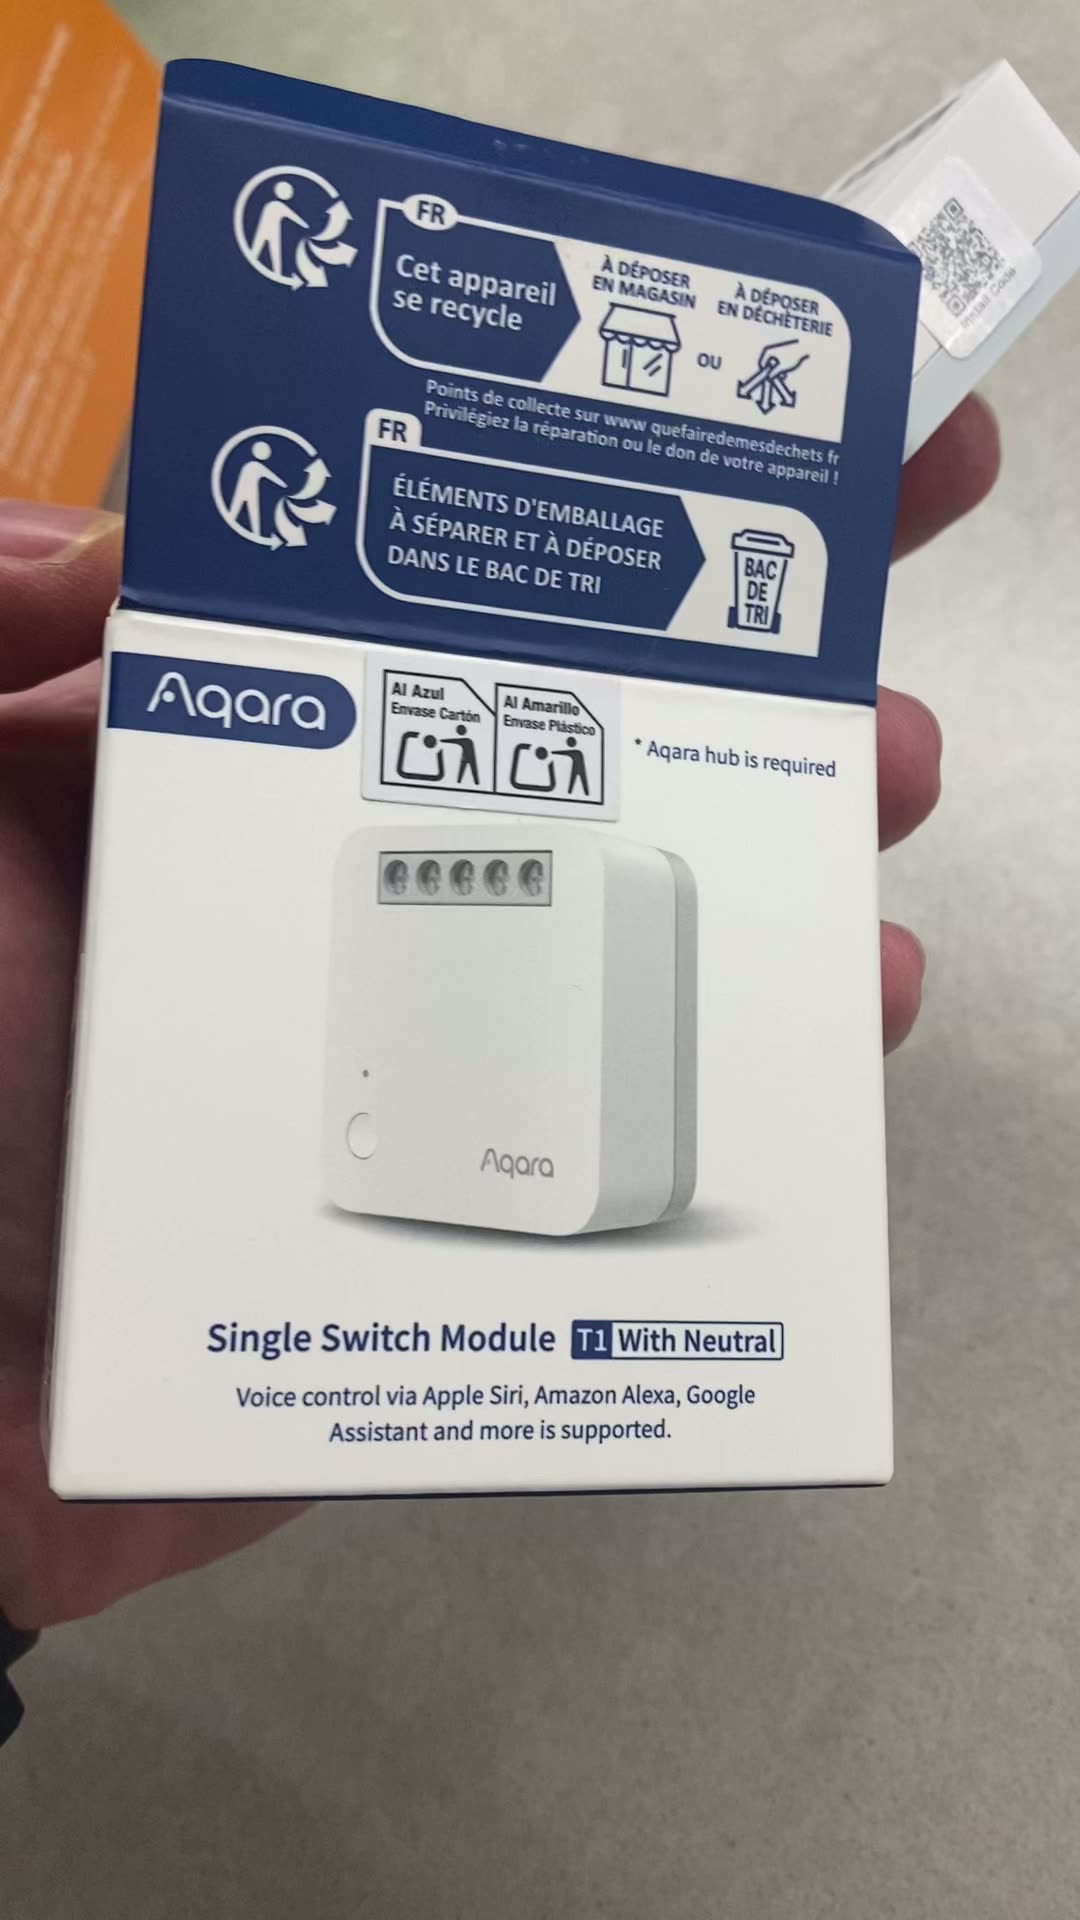 FR
Cet appareil
se recycle
À DÉPOSER
EN MAGASIN
OU
À DÉPOSER
EN DÉCHÈTERIE
Points de collecte sur www quefairedemesdechets fr
Privilégiez la réparation ou le don de votre appareil !
FR
ÉLÉMENTS D'EMBALLAGE
À SÉPARER ET À DÉPOSER
DANS LE BAC DE TRI
BAC
DE
TRI
Install Code
Aqara
Al Azul
Envase Cartón
Al Amarillo
Envase Plástico
* Aqara hub is required
Aqara
Single Switch Module T1 With Neutral
Voice control via Apple Siri, Amazon Alexa, Google
Assistant and more is supported.